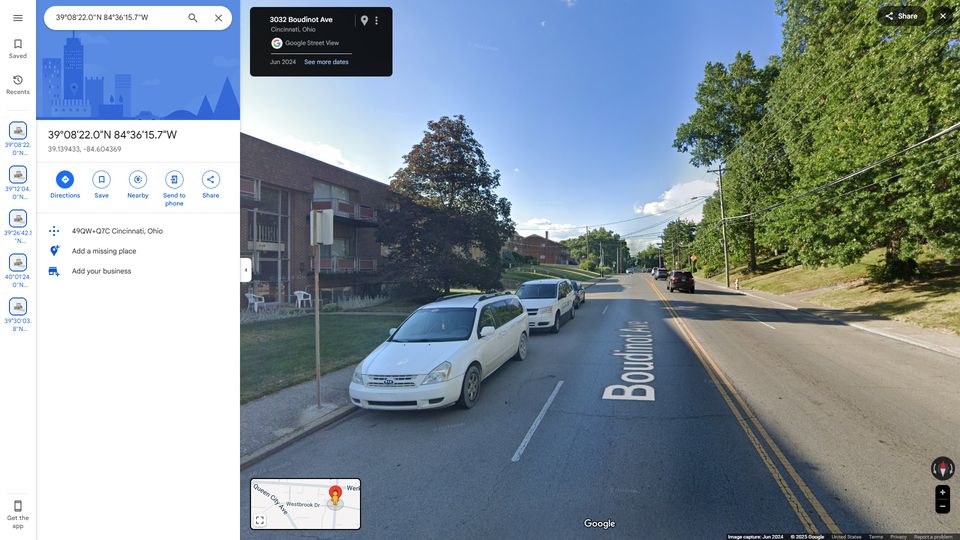 39°08'22.0"N 84°36'15.7"W
Saved
Recents
39°08'22.
0"N...
39°12'04.
0"N...
39°26'42.1
"N...
40°01'24.
0"N...
39°30'03.
8"N...
Get the
app
39°08'22.0"N 84°36'15.7"W
39.139433, -84.604369
Directions
Save
Nearby
Send to
phone
Share
49QW+Q7C Cincinnati, Ohio
Add a missing place
Add your business
3032 Boudinot Ave
Cincinnati, Ohio
Google Street View
Jun 2024 See more dates
Share
Boudinot Ave
Queen City Ave
Westbrook Dr
Werk
Google
Image capture: Jun 2024 © 2025 Google United States Terms Privacy Report a problem